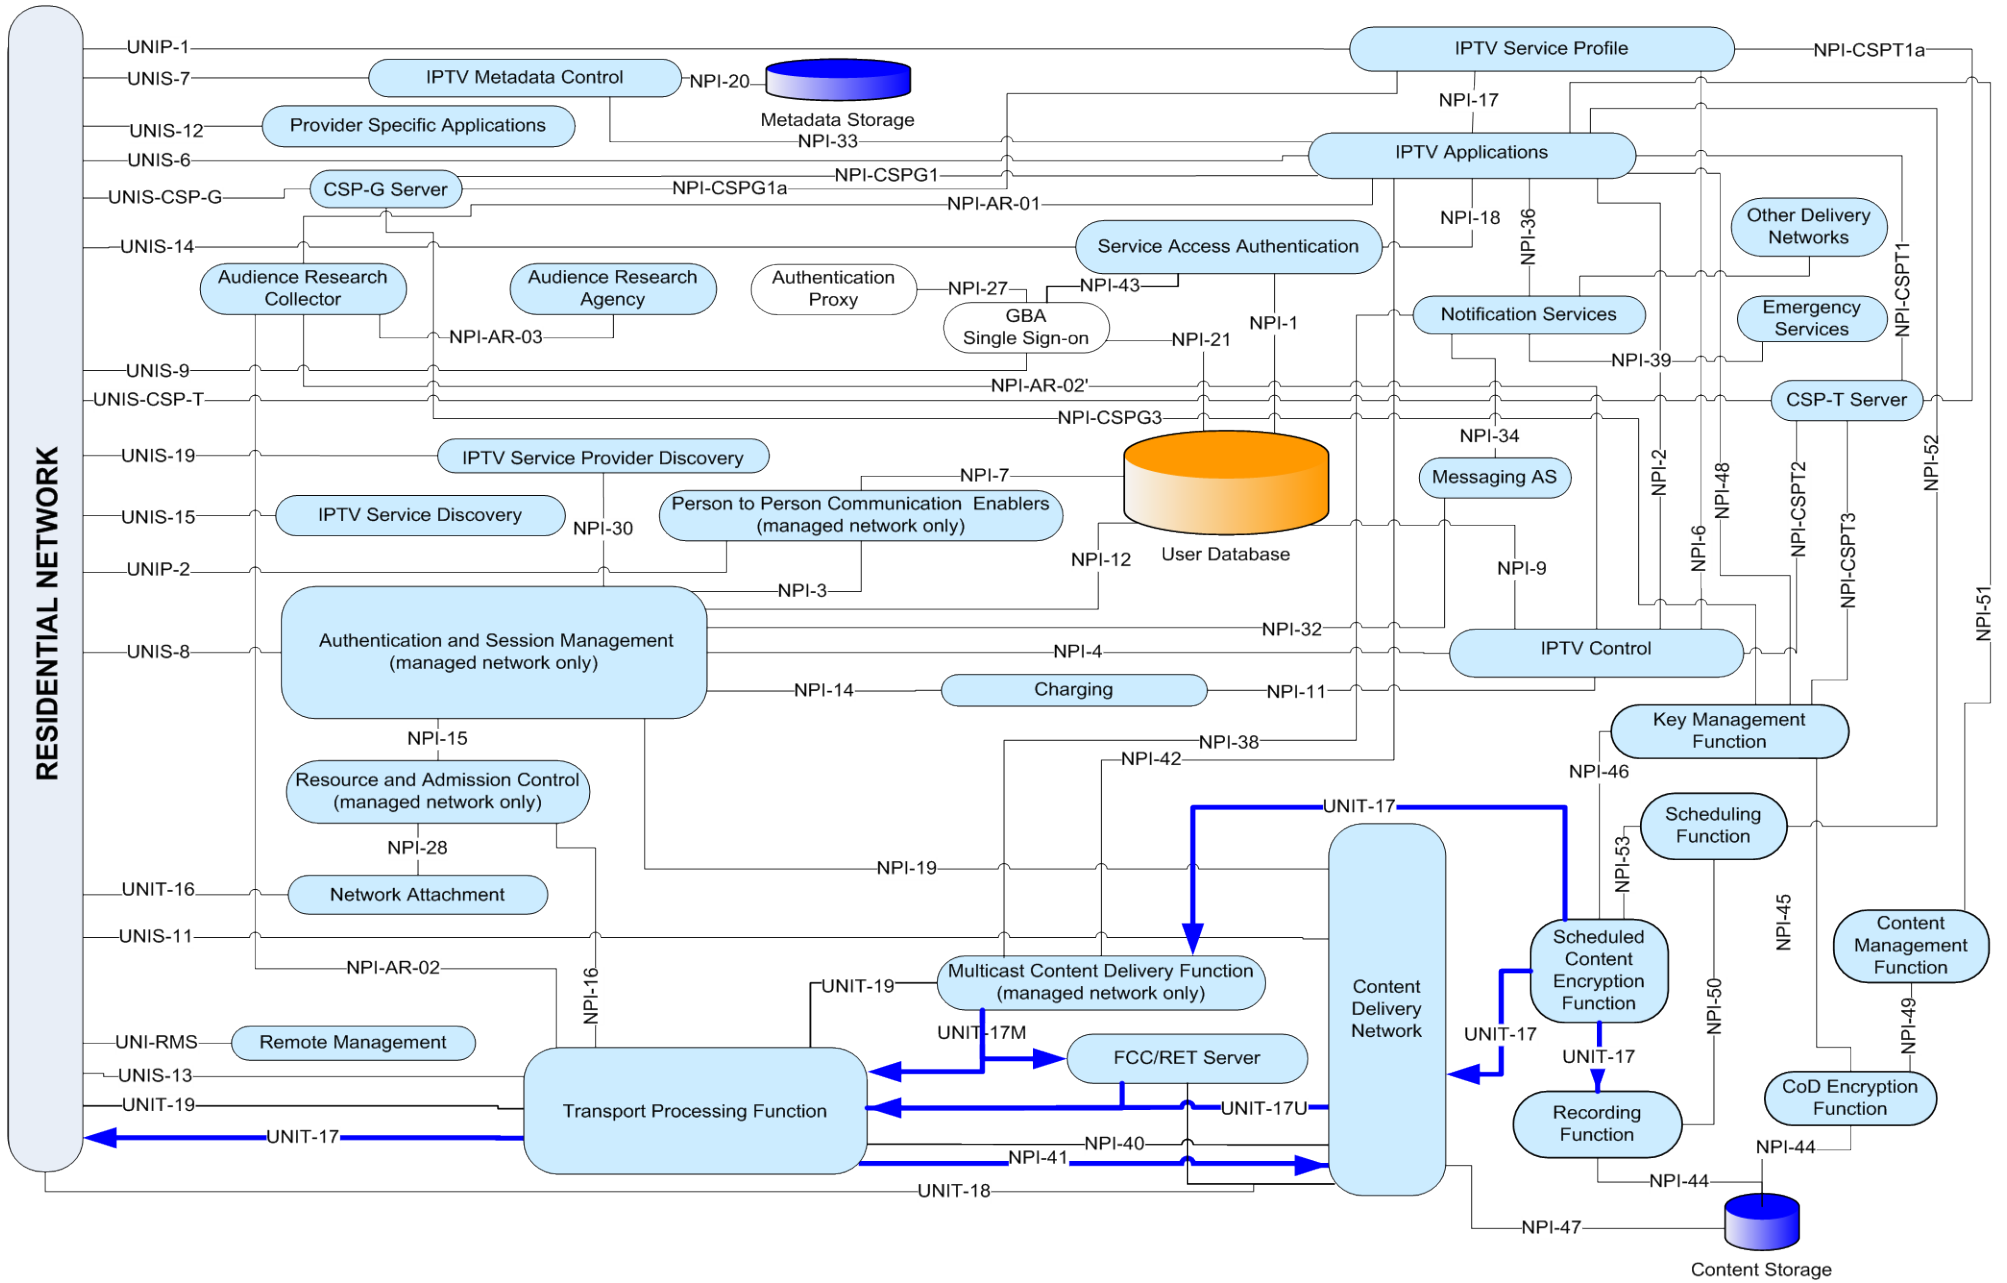 UNIP-1
IPTV Service Profile
NPI-CSPT1a
UNIS-7
IPTV Metadata Control
NPI-20
Metadata Storage
NPI-17
UNIS-12
Provider Specific Applications
NPI-33
IPTV Applications
UNIS-6
NPI-CSPG1
UNIS-CSP-G
CSP-G Server
NPI-CSPG1a
NPI-AR-01
NPI-18
NPI-36
Other Delivery
Networks
UNIS-14
Service Access Authentication
NPI-CSPT1
Audience Research
Collector
Audience Research
Agency
Authentication
Proxy
NPI-27
NPI-43
GBA
Single Sign-on
NPI-1
Notification Services
Emergency
Services
NPI-AR-03
NPI-21
NPI-39
UNIS-9
NPI-AR-02'
UNIS-CSP-T
CSP-T Server
NPI-CSPG3
NPI-34
UNIS-19
IPTV Service Provider Discovery
NPI-7
Messaging AS
NPI-2
NPI-48
NPI-CSPT2
NPI-52
UNIS-15
IPTV Service Discovery
NPI-30
Person to Person Communication Enablers
(managed network only)
User Database
NPI-12
NPI-9
NPI-6
NPI-CSPT3
UNIP-2
NPI-3
NPI-51
RESIDENTIAL NETWORK
Authentication and Session Management
(managed network only)
UNIS-8
NPI-32
NPI-4
IPTV Control
NPI-14
Charging
NPI-11
Key Management
Function
NPI-15
NPI-38
NPI-42
NPI-46
Resource and Admission Control
(managed network only)
UNIT-17
Scheduling
Function
NPI-28
NPI-53
NPI-19
UNIT-16
Network Attachment
NPI-45
UNIS-11
Content
Management
Function
Scheduled
Content
Encryption
Function
NPI-AR-02
NPI-16
UNIT-19
Multicast Content Delivery Function
(managed network only)
Content
Delivery
Network
NPI-50
NPI-49
UNIT-17M
UNIT-17
UNI-RMS
Remote Management
FCC/RET Server
UNIT-17
UNIS-13
CoD Encryption
Function
UNIT-19
Transport Processing Function
UNIT-17U
Recording
Function
UNIT-17
NPI-40
NPI-41
NPI-44
UNIT-18
NPI-44
NPI-47
Content Storage